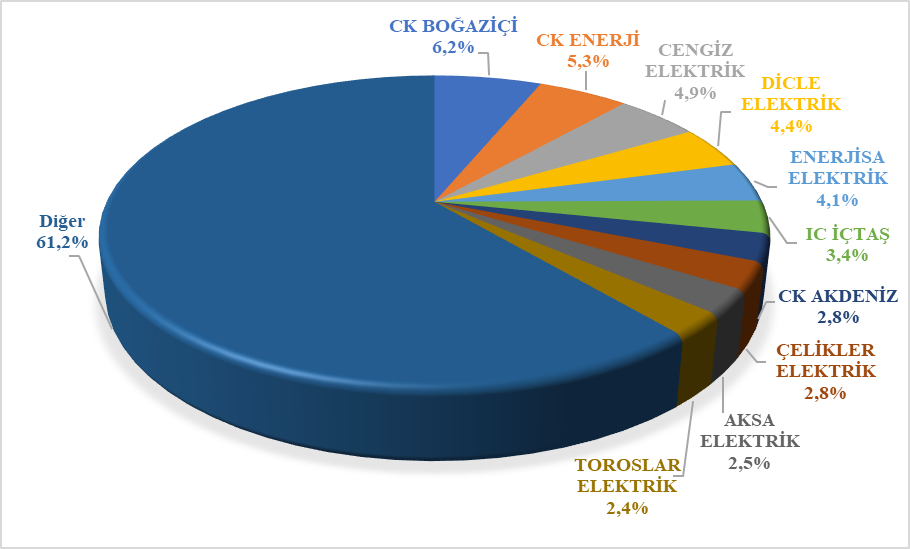 CK BOĞAZİÇİ
6,2%
CK ENERJİ
5,3%
CENGİZ
ELEKTRİK
4,9%
DİCLE
ELEKTRİK
4,4%
ENERJİSA
ELEKTRİK
4,1%
IC İÇTAŞ
3,4%
CK AKDENİZ
2,8%
ÇELİKLER
ELEKTRİK
2,8%
AKSA
ELEKTRİK
2,5%
TOROSLAR
ELEKTRİK
2,4%
Diğer
61,2%